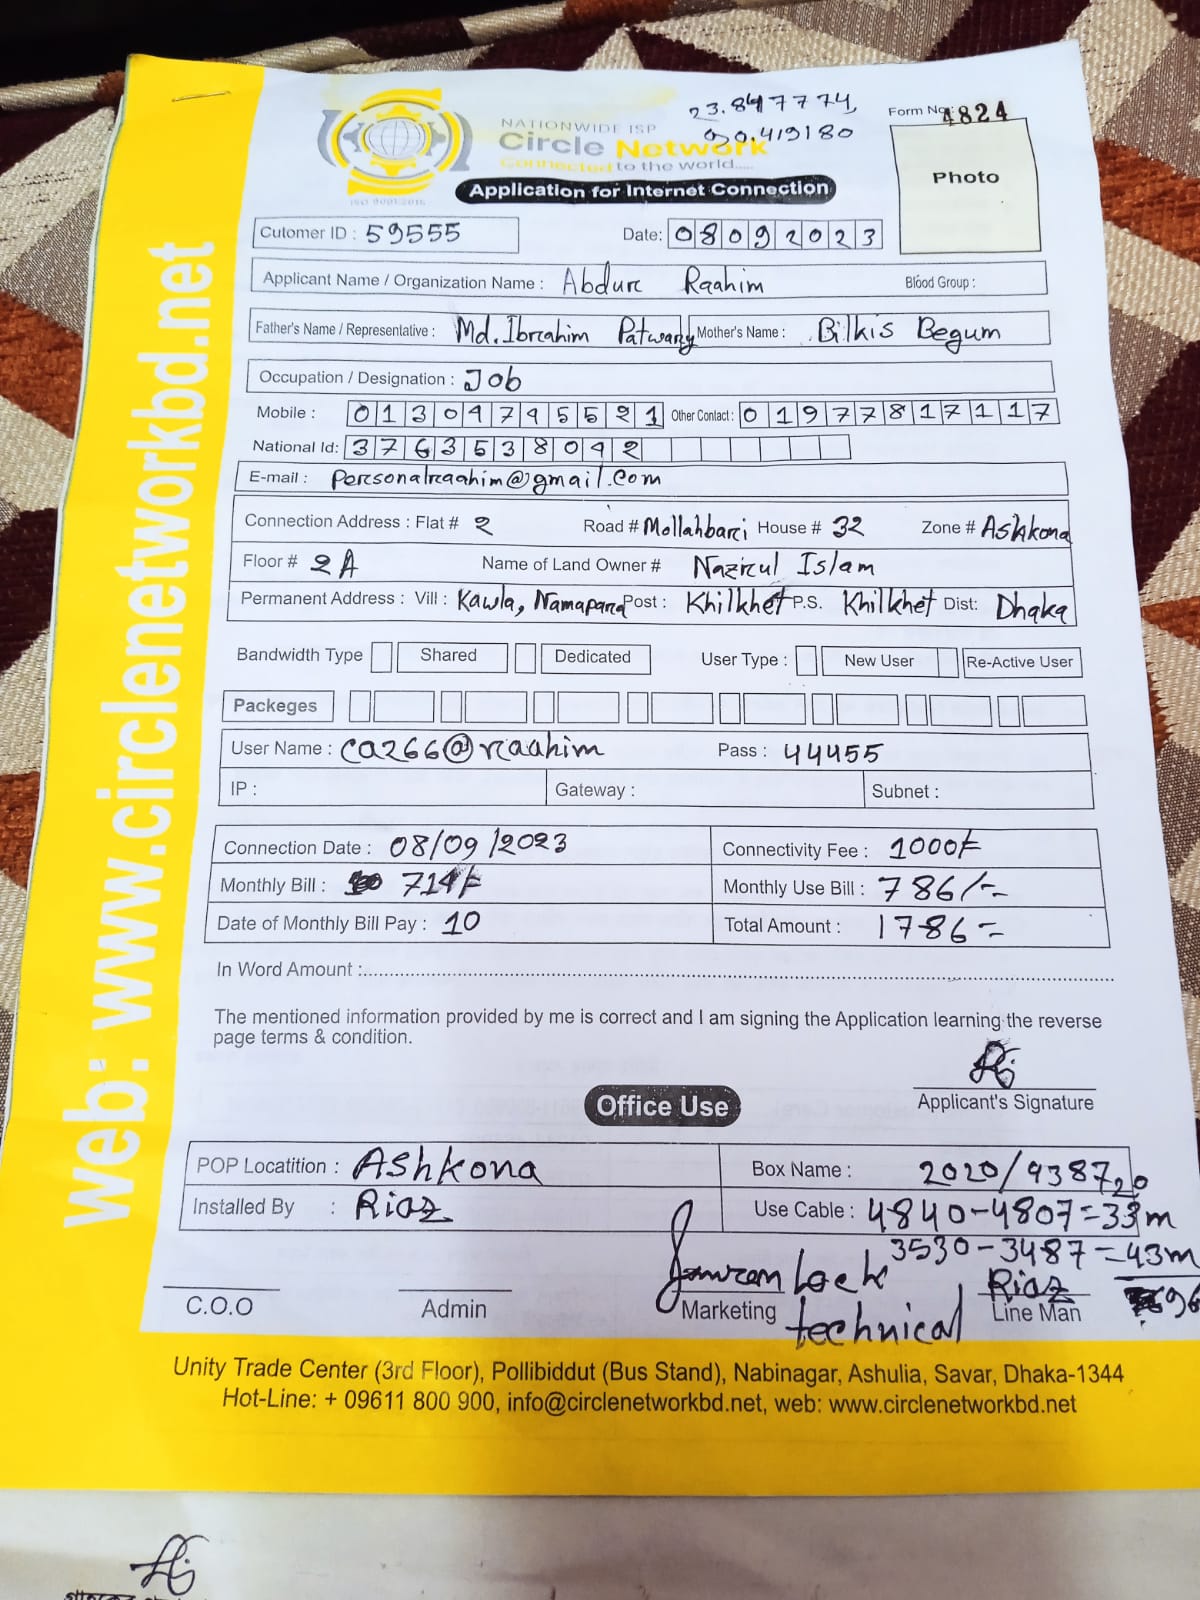 23.847774,
090.419180
Form No: 4824
NATIONWIDE ISP
Circle Network
Connected to the world.....
ISO 9001:2015
Application for Internet Connection
Photo
Cutomer ID : 59555
Date: 08092023
Applicant Name / Organization Name : Abdur Raahim Blood Group :
Father's Name / Representative : Md. Ibrahim Patwary Mother's Name : Bilkis Begum
Occupation / Designation : Job
Mobile : 01304795521 Other Contact : 01977817117
National Id: 3763538042
E-mail : personalraahim@gmail.com
Connection Address : Flat # 2 Road # Mollahbari House # 32 Zone # Ashkona
Floor # 2A Name of Land Owner # Nazrul Islam
Permanent Address : Vill : Kawla, Namapara Post : Khilkhet P.S. Khilkhet Dist: Dhaka
Bandwidth Type Shared Dedicated User Type : New User Re-Active User
Packeges
User Name : ca266@raahim Pass : 44455
IP : Gateway : Subnet :
Connection Date : 08/09/2023 Connectivity Fee : 1000/-
Monthly Bill : 714/- Monthly Use Bill : 786/-
Date of Monthly Bill Pay : 10 Total Amount : 1786=
In Word Amount :
The mentioned information provided by me is correct and I am signing the Application learning the reverse
page terms & condition.
Applicant's Signature
Office Use
POP Locatition : Ashkona Box Name : 2020/938720
Installed By : Riaz Use Cable : 4840-4807=33m
3530-3487=43m
C.O.O Admin Marketing technical Riaz Line Man
Unity Trade Center (3rd Floor), Pollibiddut (Bus Stand), Nabinagar, Ashulia, Savar, Dhaka-1344
Hot-Line: + 09611 800 900, info@circlenetworkbd.net, web: www.circlenetworkbd.net
web: www.circlenetworkbd.net